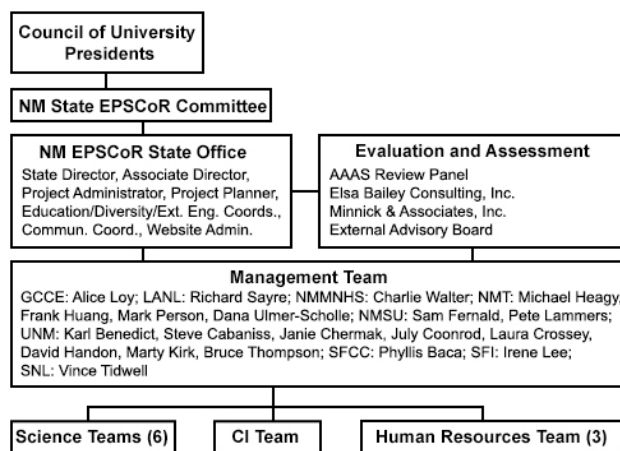 Council of University
Presidents
NM State EPSCoR Committee
NM EPSCoR State Office
State Director, Associate Director,
Project Administrator, Project Planner,
Education/Diversity/Ext. Eng. Coords.,
Commun. Coord., Website Admin.
Evaluation and Assessment
AAAS Review Panel
Elsa Bailey Consulting, Inc.
Minnick & Associates, Inc.
External Advisory Board
Management Team
GCCE: Alice Loy; LANL: Richard Sayre; NMMNHS: Charlie Walter; NMT: Michael Heagy,
Frank Huang, Mark Person, Dana Ulmer-Scholle; NMSU: Sam Fernald, Pete Lammers;
UNM: Karl Benedict, Steve Cabaniss, Janie Chermak, July Coonrod, Laura Crossey,
David Handon, Marty Kirk, Bruce Thompson; SFCC: Phyllis Baca; SFI: Irene Lee;
SNL: Vince Tidwell
Science Teams (6)
CI Team
Human Resources Team (3)